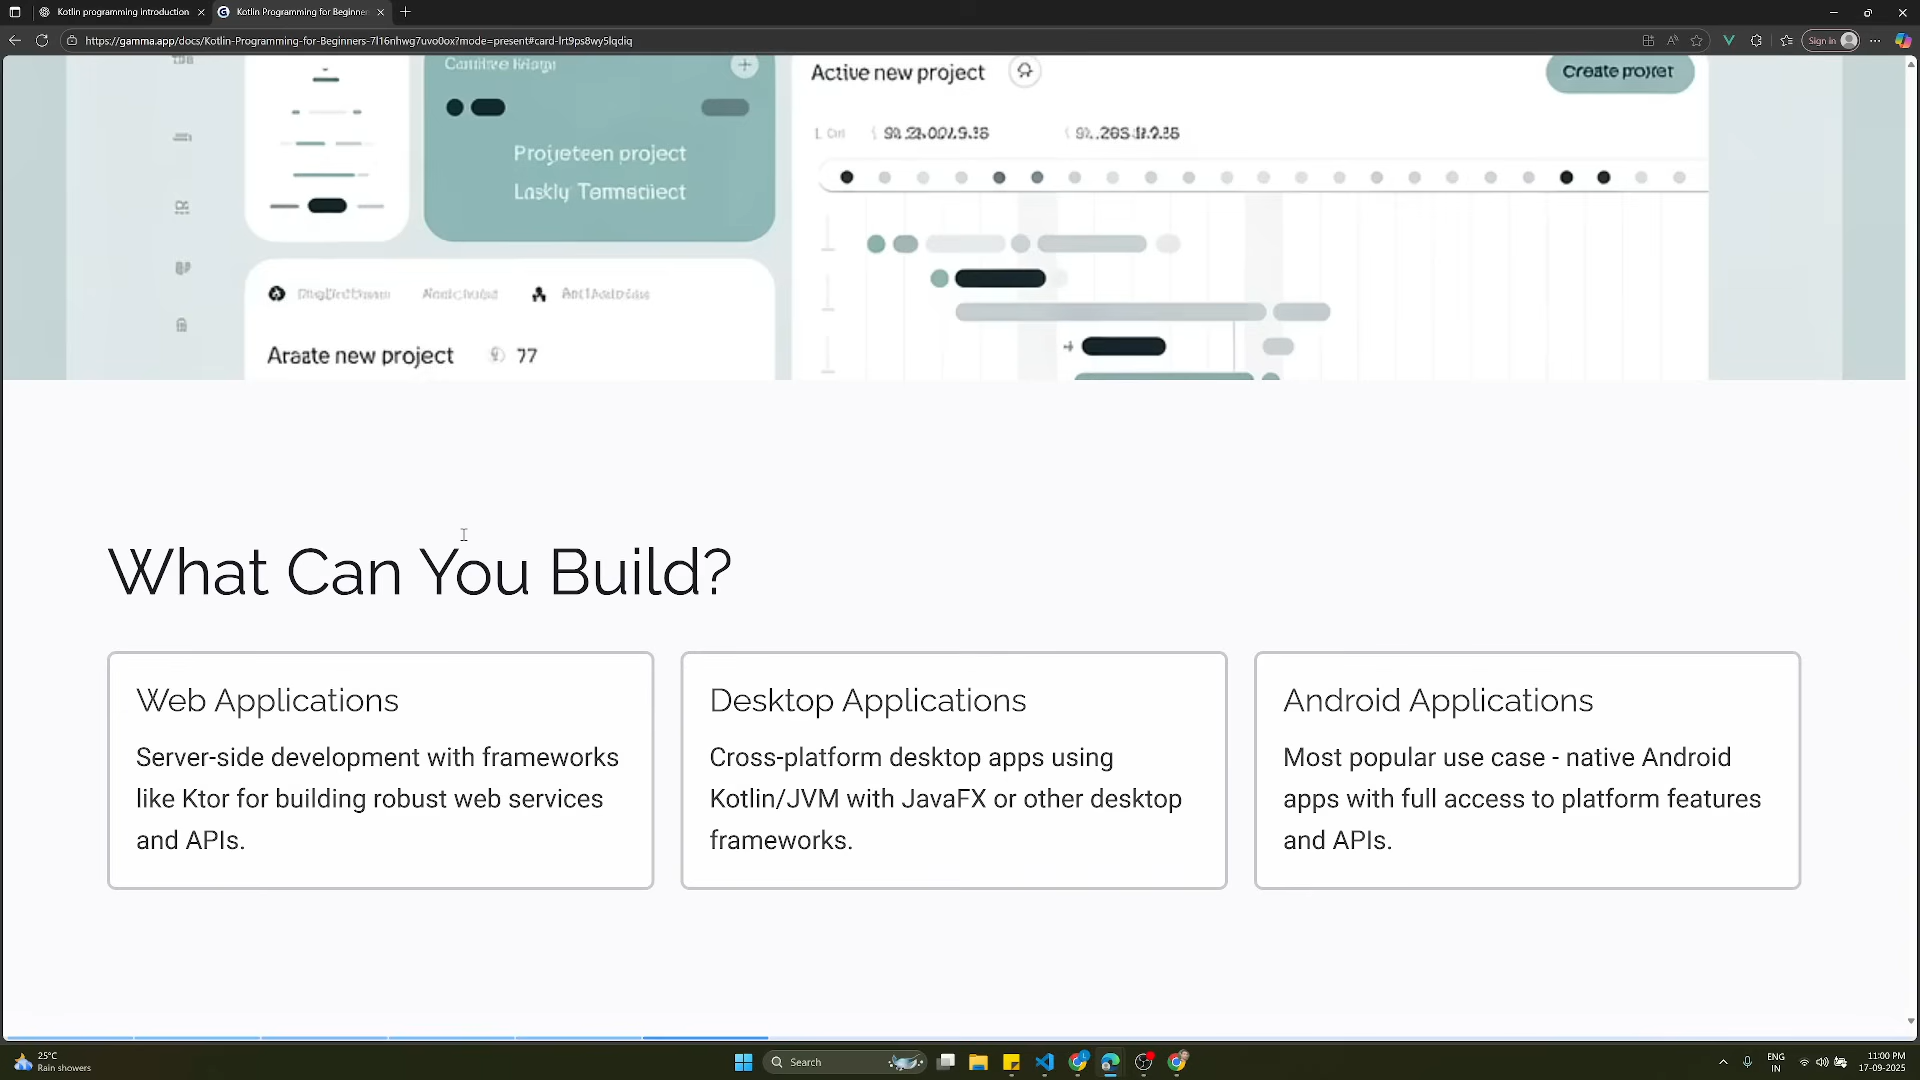 Kotlin programming introduction
Kotlin Programming for Beginner
https://gamma.app/docs/Kotlin-Programming-for-Beginners-7l16nhwg7uvo0ox?mode=present#card-lrt9ps8wy5lqdiq
Sign in
Active new project
Create
project
Araate new project 77
What Can You Build?
Web Applications
Server-side development with frameworks
like Ktor for building robust web services
and APIs.
Desktop Applications
Cross-platform desktop apps using
Kotlin/JVM with JavaFX or other desktop
frameworks.
Android Applications
Most popular use case - native Android
apps with full access to platform features
and APIs.
25°C
Rain showers
Search
ENG
IN
11:00 PM
17-09-2025